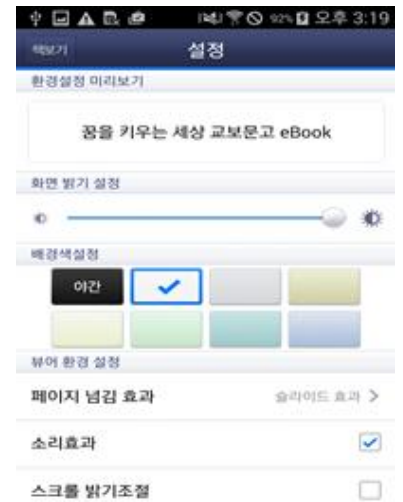 92% 오후 3:19
책보기 설정
환경설정 미리보기
꿈을 키우는 세상 교보문고 eBook
화면 밝기 설정
배경색설정
야간
뷰어 환경 설정
페이지 넘김 효과 슬라이드 효과 >
소리효과
스크롤 밝기조절